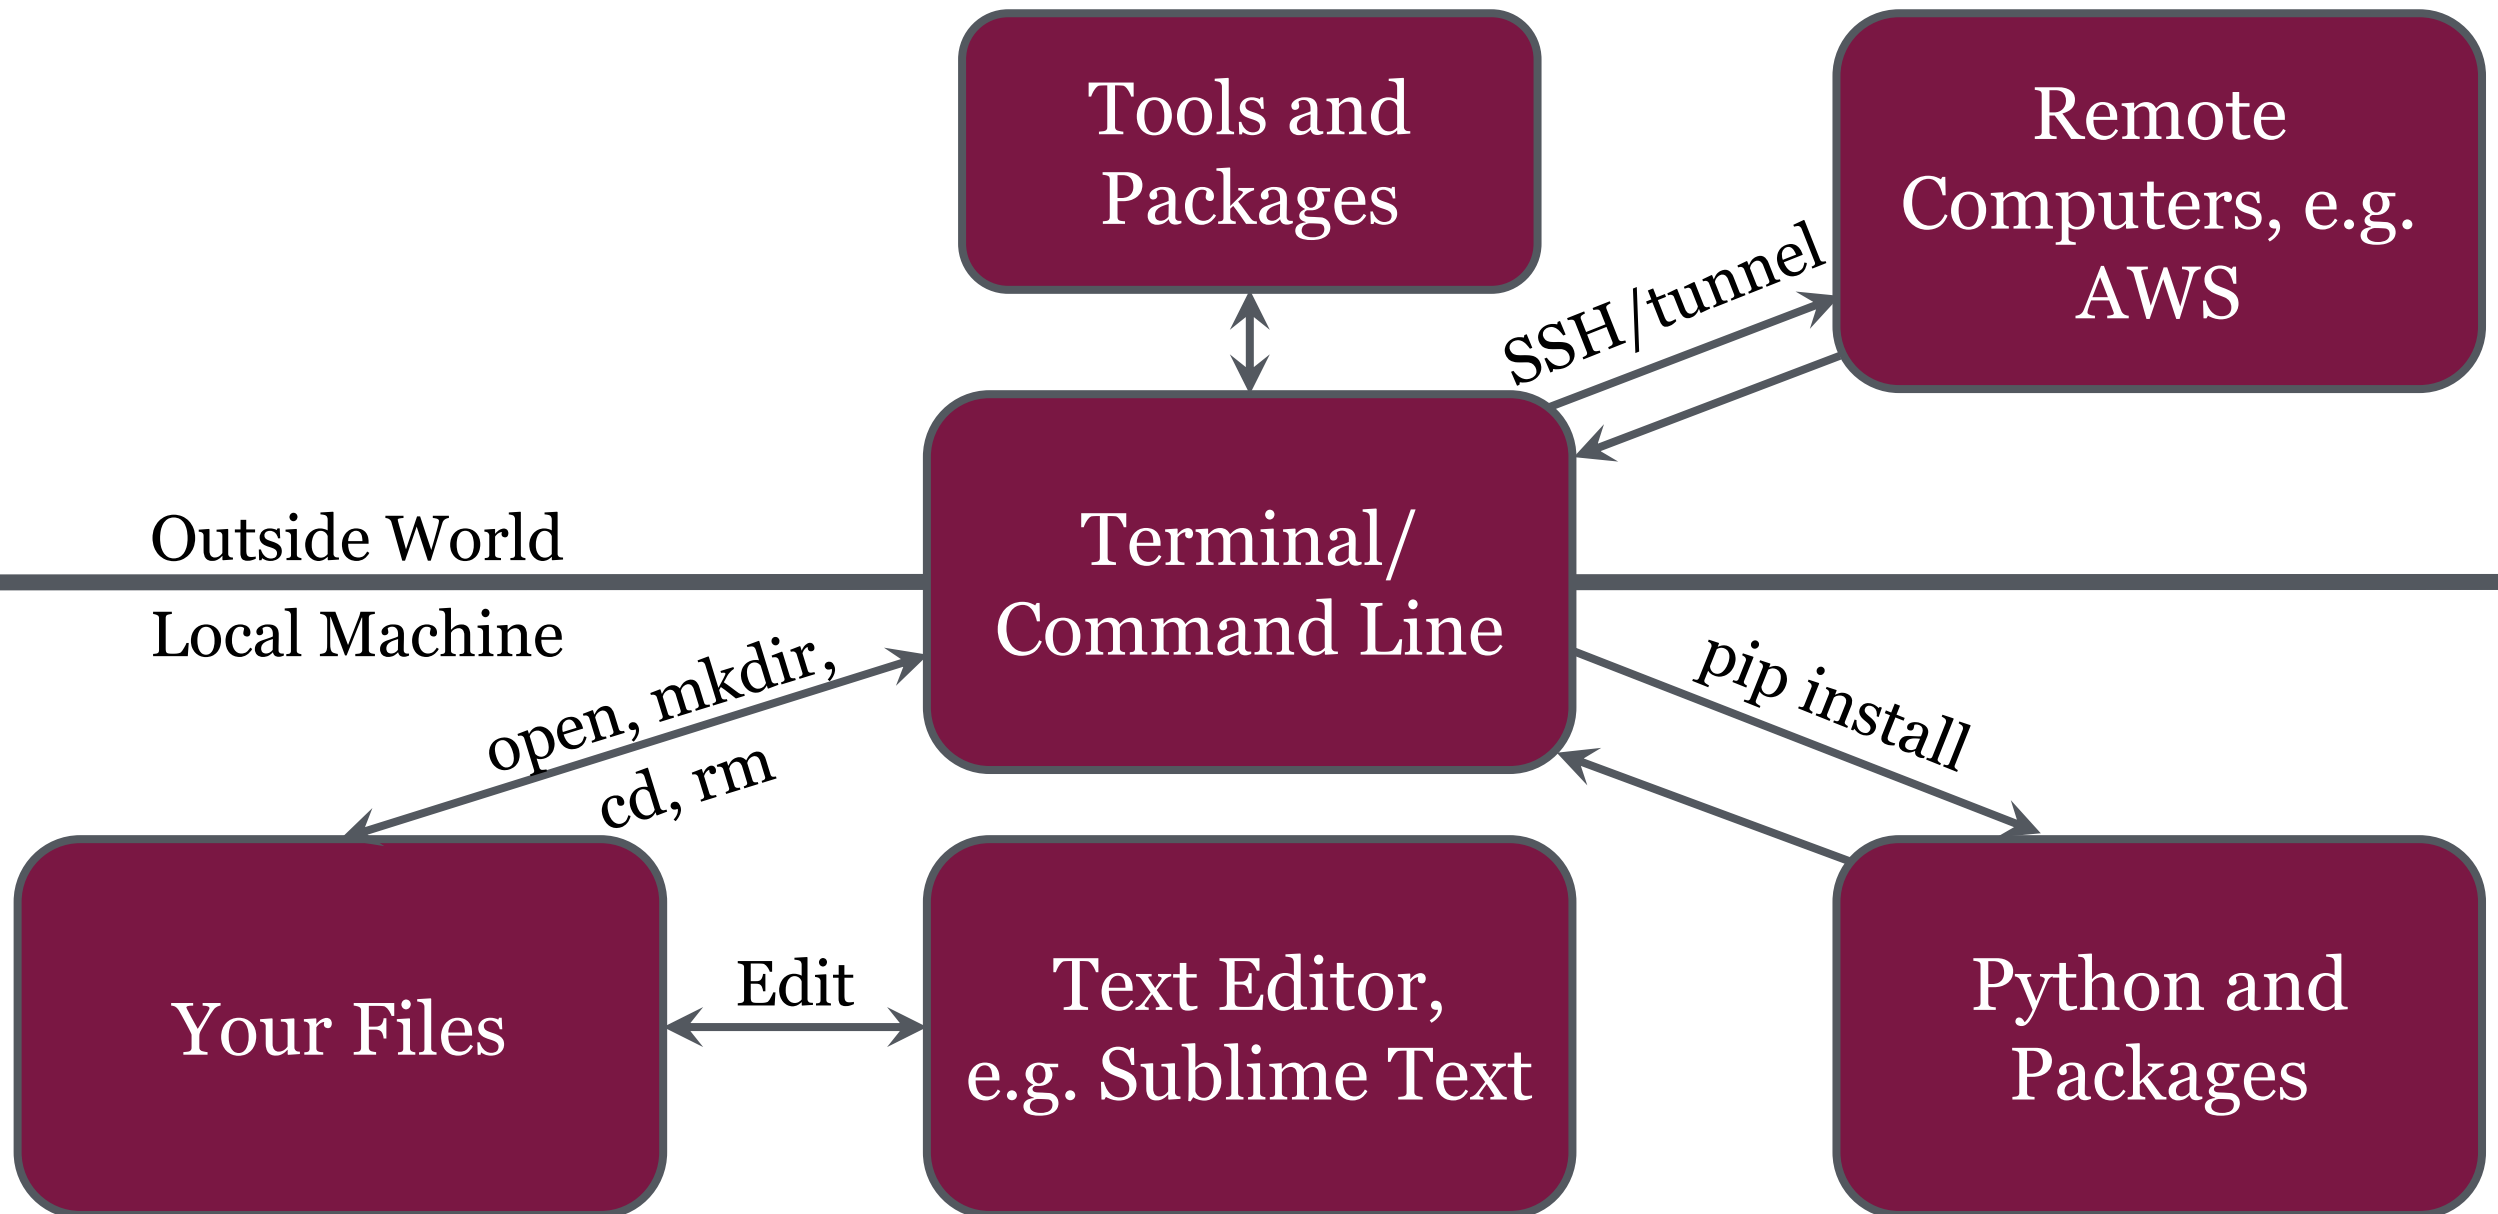 Tools and
Packages
Remote
Computers, e.g.
AWS
SSH/tunnel
Outside World
Terminal/
Command Line
Local Machine
open, mkdir,
cd, rm
pip install
Your Files
Edit
Text Editor,
e.g. Sublime Text
Python and
Packages